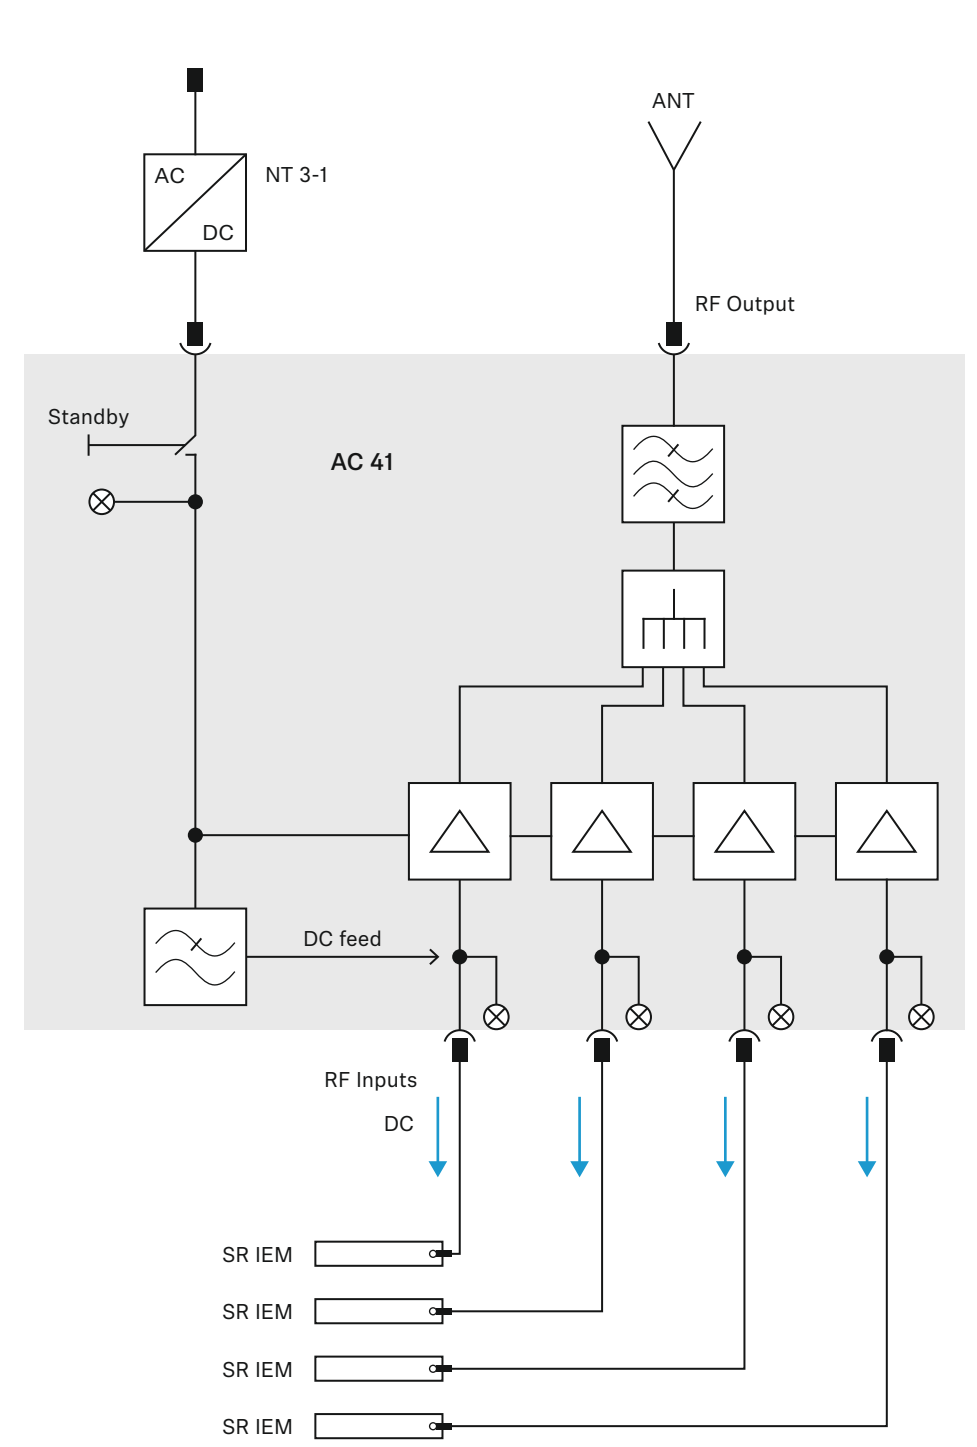 ANT
AC
NT 3-1
DC
RF Output
Standby
AC 41
DC feed
RF Inputs
DC
SR IEM
SR IEM
SR IEM
SR IEM